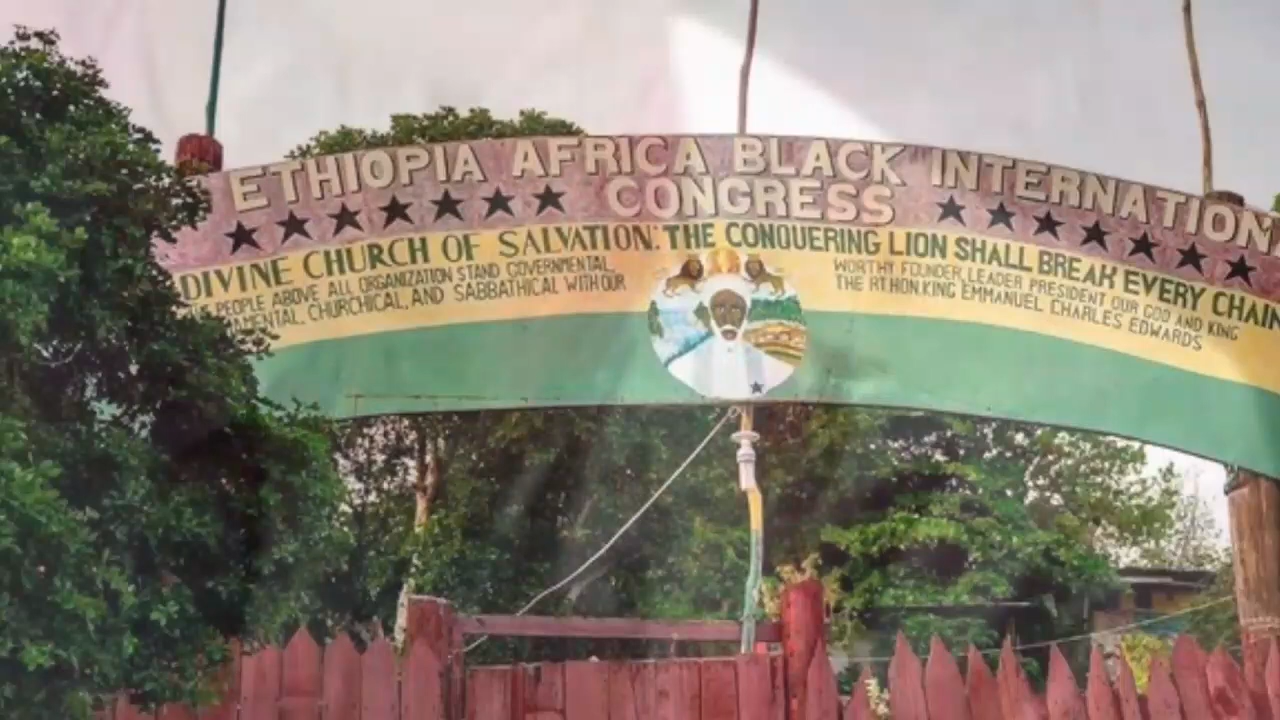 ETHIOPIA AFRICA BLACK INTERNATION
CONGRESS
DIVINE CHURCH OF SALVATION: THE CONQUERING LION SHALL BREAK EVERY CHAIN
PEOPLE ABOVE ALL ORGANIZATION STAND GOVERNMENTAL,
CHURCHICAL, AND SABBATHICAL WITH OUR
WORTHY FOUNDER, LEADER PRESIDENT OUR GOD AND KING
THE RT HON. KING EMMANUEL CHARLES EDWARDS